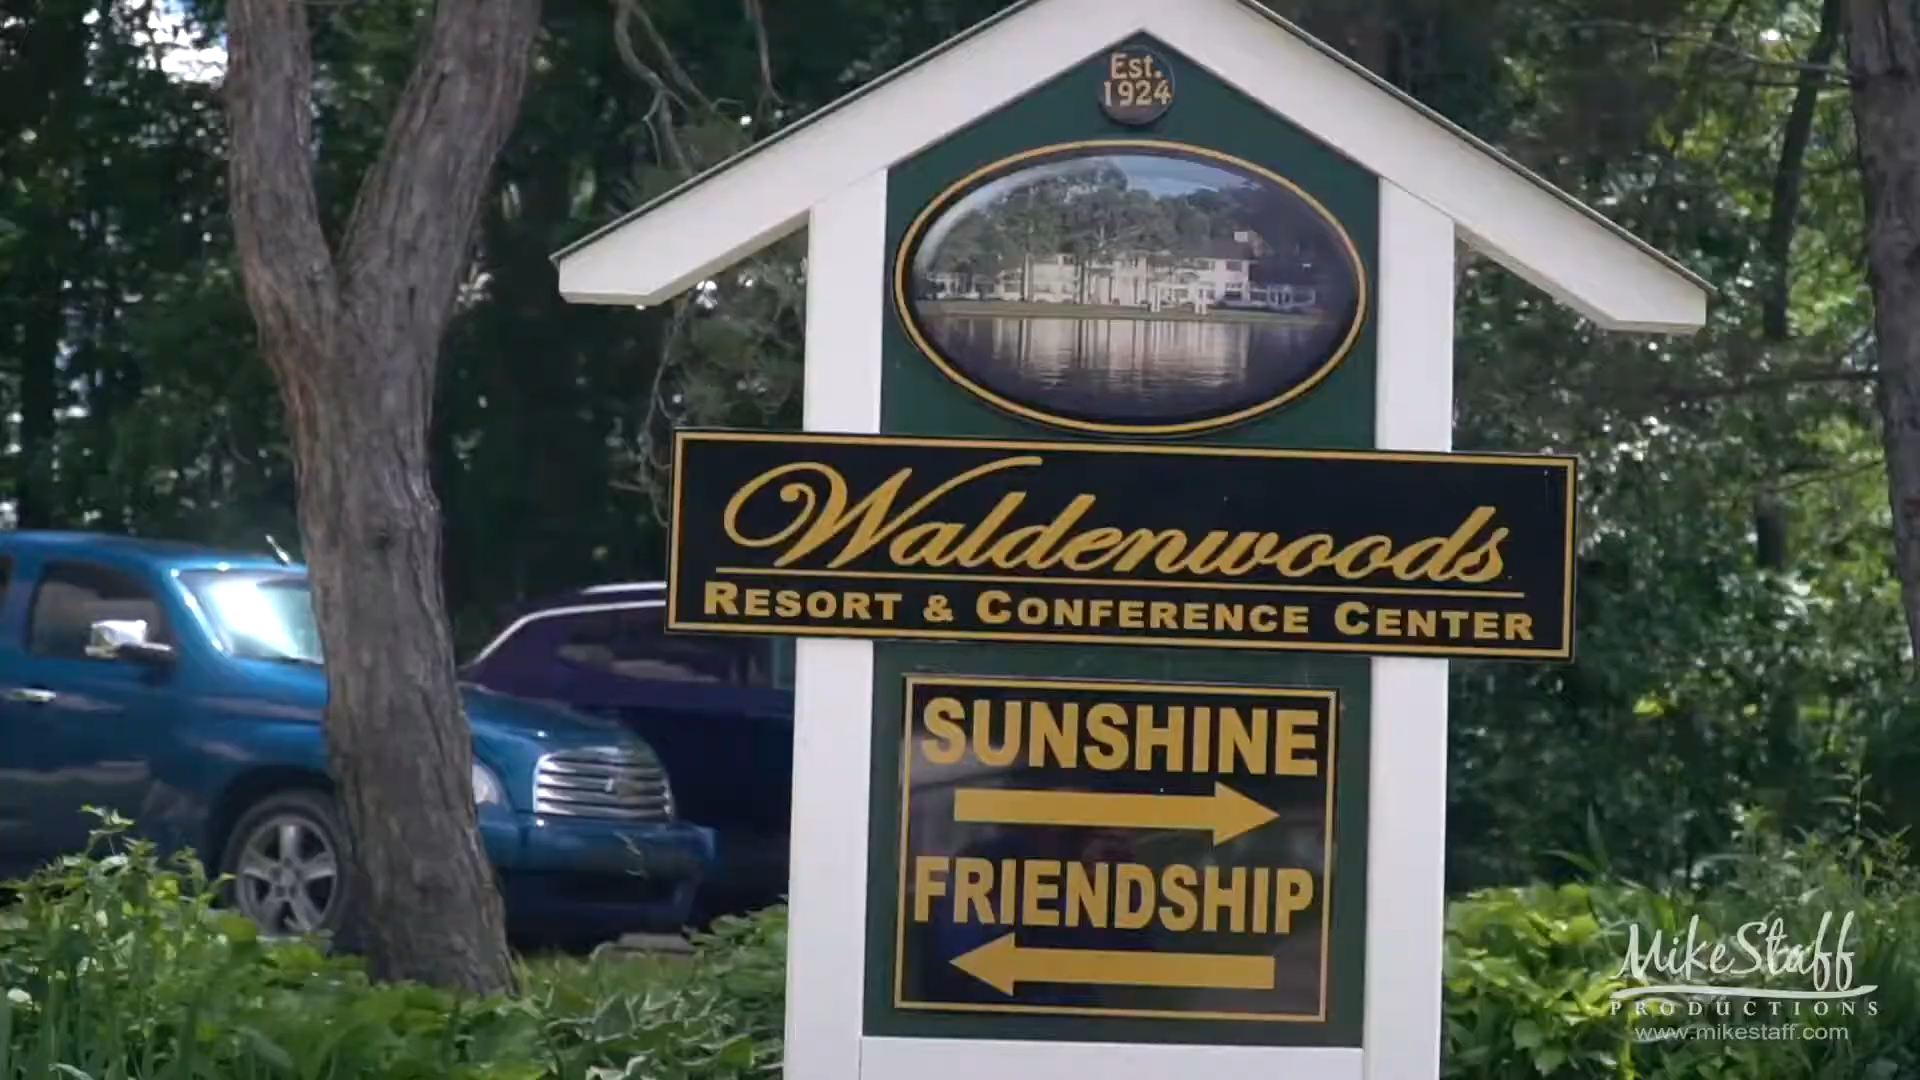 Est.
1924
Waldenwoods
RESORT & CONFERENCE CENTER
SUNSHINE
FRIENDSHIP
MikeStaff
PRODUCTIONS
www.mikestaff.com